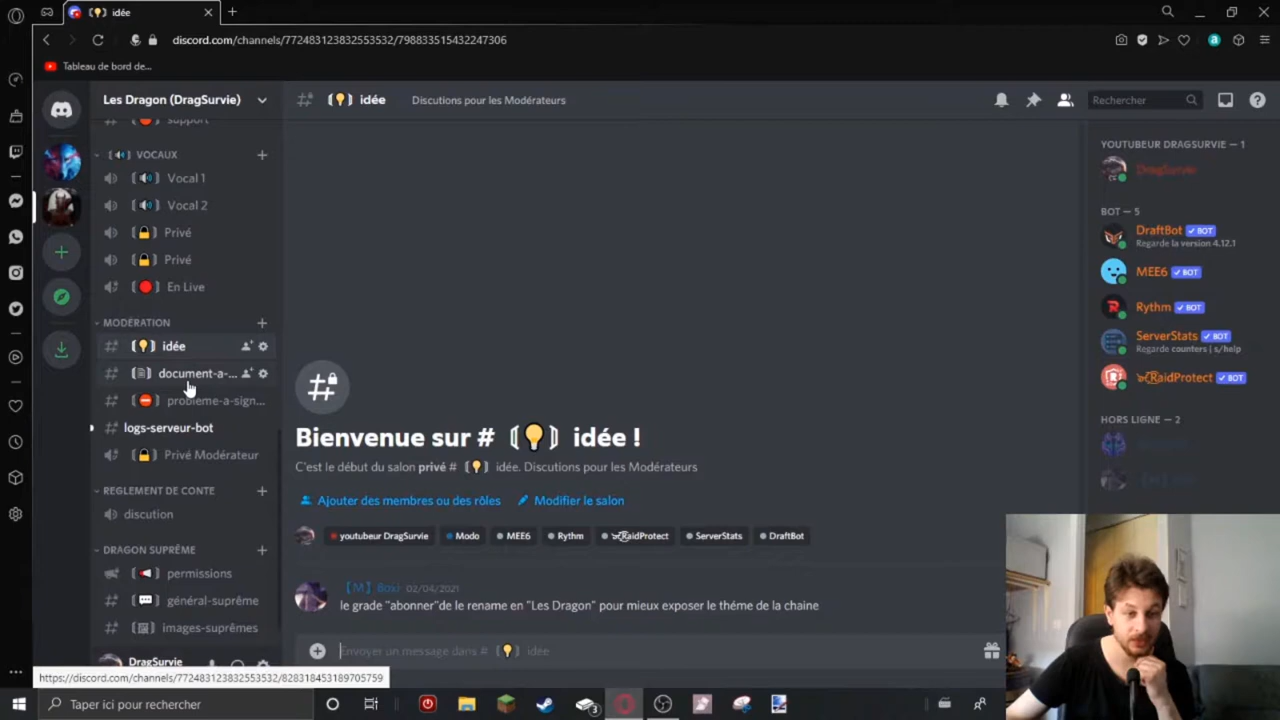 idée
discord.com/channels/772483123832553532/798833515432247306
Tableau de bord de...
Les Dragon (DragSurvie)
idée
Discutions pour les Modérateurs
Rechercher
support
VOCAUX
Vocal 1
Vocal 2
Privé
Privé
En Live
MODÉRATION
idée
document-a-...
probleme-a-sign...
logs-serveur-bot
Privé Modérateur
REGLEMENT DE CONTE
discution
DRAGON SUPRÊME
permissions
général-suprême
images-suprêmes
DragSurvie
Bienvenue sur # idée !
C'est le début du salon privé # idée. Discutions pour les Modérateurs
Ajouter des membres ou des rôles
Modifier le salon
youtubeur DragSurvie
Modo
MEE6
Rythm
RaidProtect
ServerStats
DraftBot
[M] Boxi 02/04/2021
le grade "abonner"de le rename en "Les Dragon" pour mieux exposer le théme de la chaine
Envoyer un message dans # idée
YOUTUBEUR DRAGSURVIE — 1
DragSurvie
BOT — 5
DraftBot BOT
Regarde la version 4.12.1
MEE6 BOT
Rythm BOT
ServerStats BOT
Regarde counters | s/help
RaidProtect BOT
HORS LIGNE — 2
https://discord.com/channels/772483123832553532/828318453189705759
Taper ici pour rechercher
3